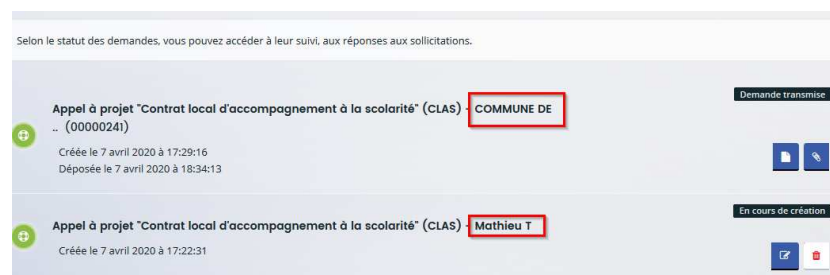 Selon le statut des demandes, vous pouvez accéder à leur suivi, aux réponses aux sollicitations.
Demande transmise
Appel à projet "Contrat local d'accompagnement à la scolarité" (CLAS) - COMMUNE DE
.. (00000241)
Créée le 7 avril 2020 à 17:29:16
Déposée le 7 avril 2020 à 18:34:13
En cours de création
Appel à projet "Contrat local d'accompagnement à la scolarité" (CLAS) - Mathieu T
Créée le 7 avril 2020 à 17:22:31